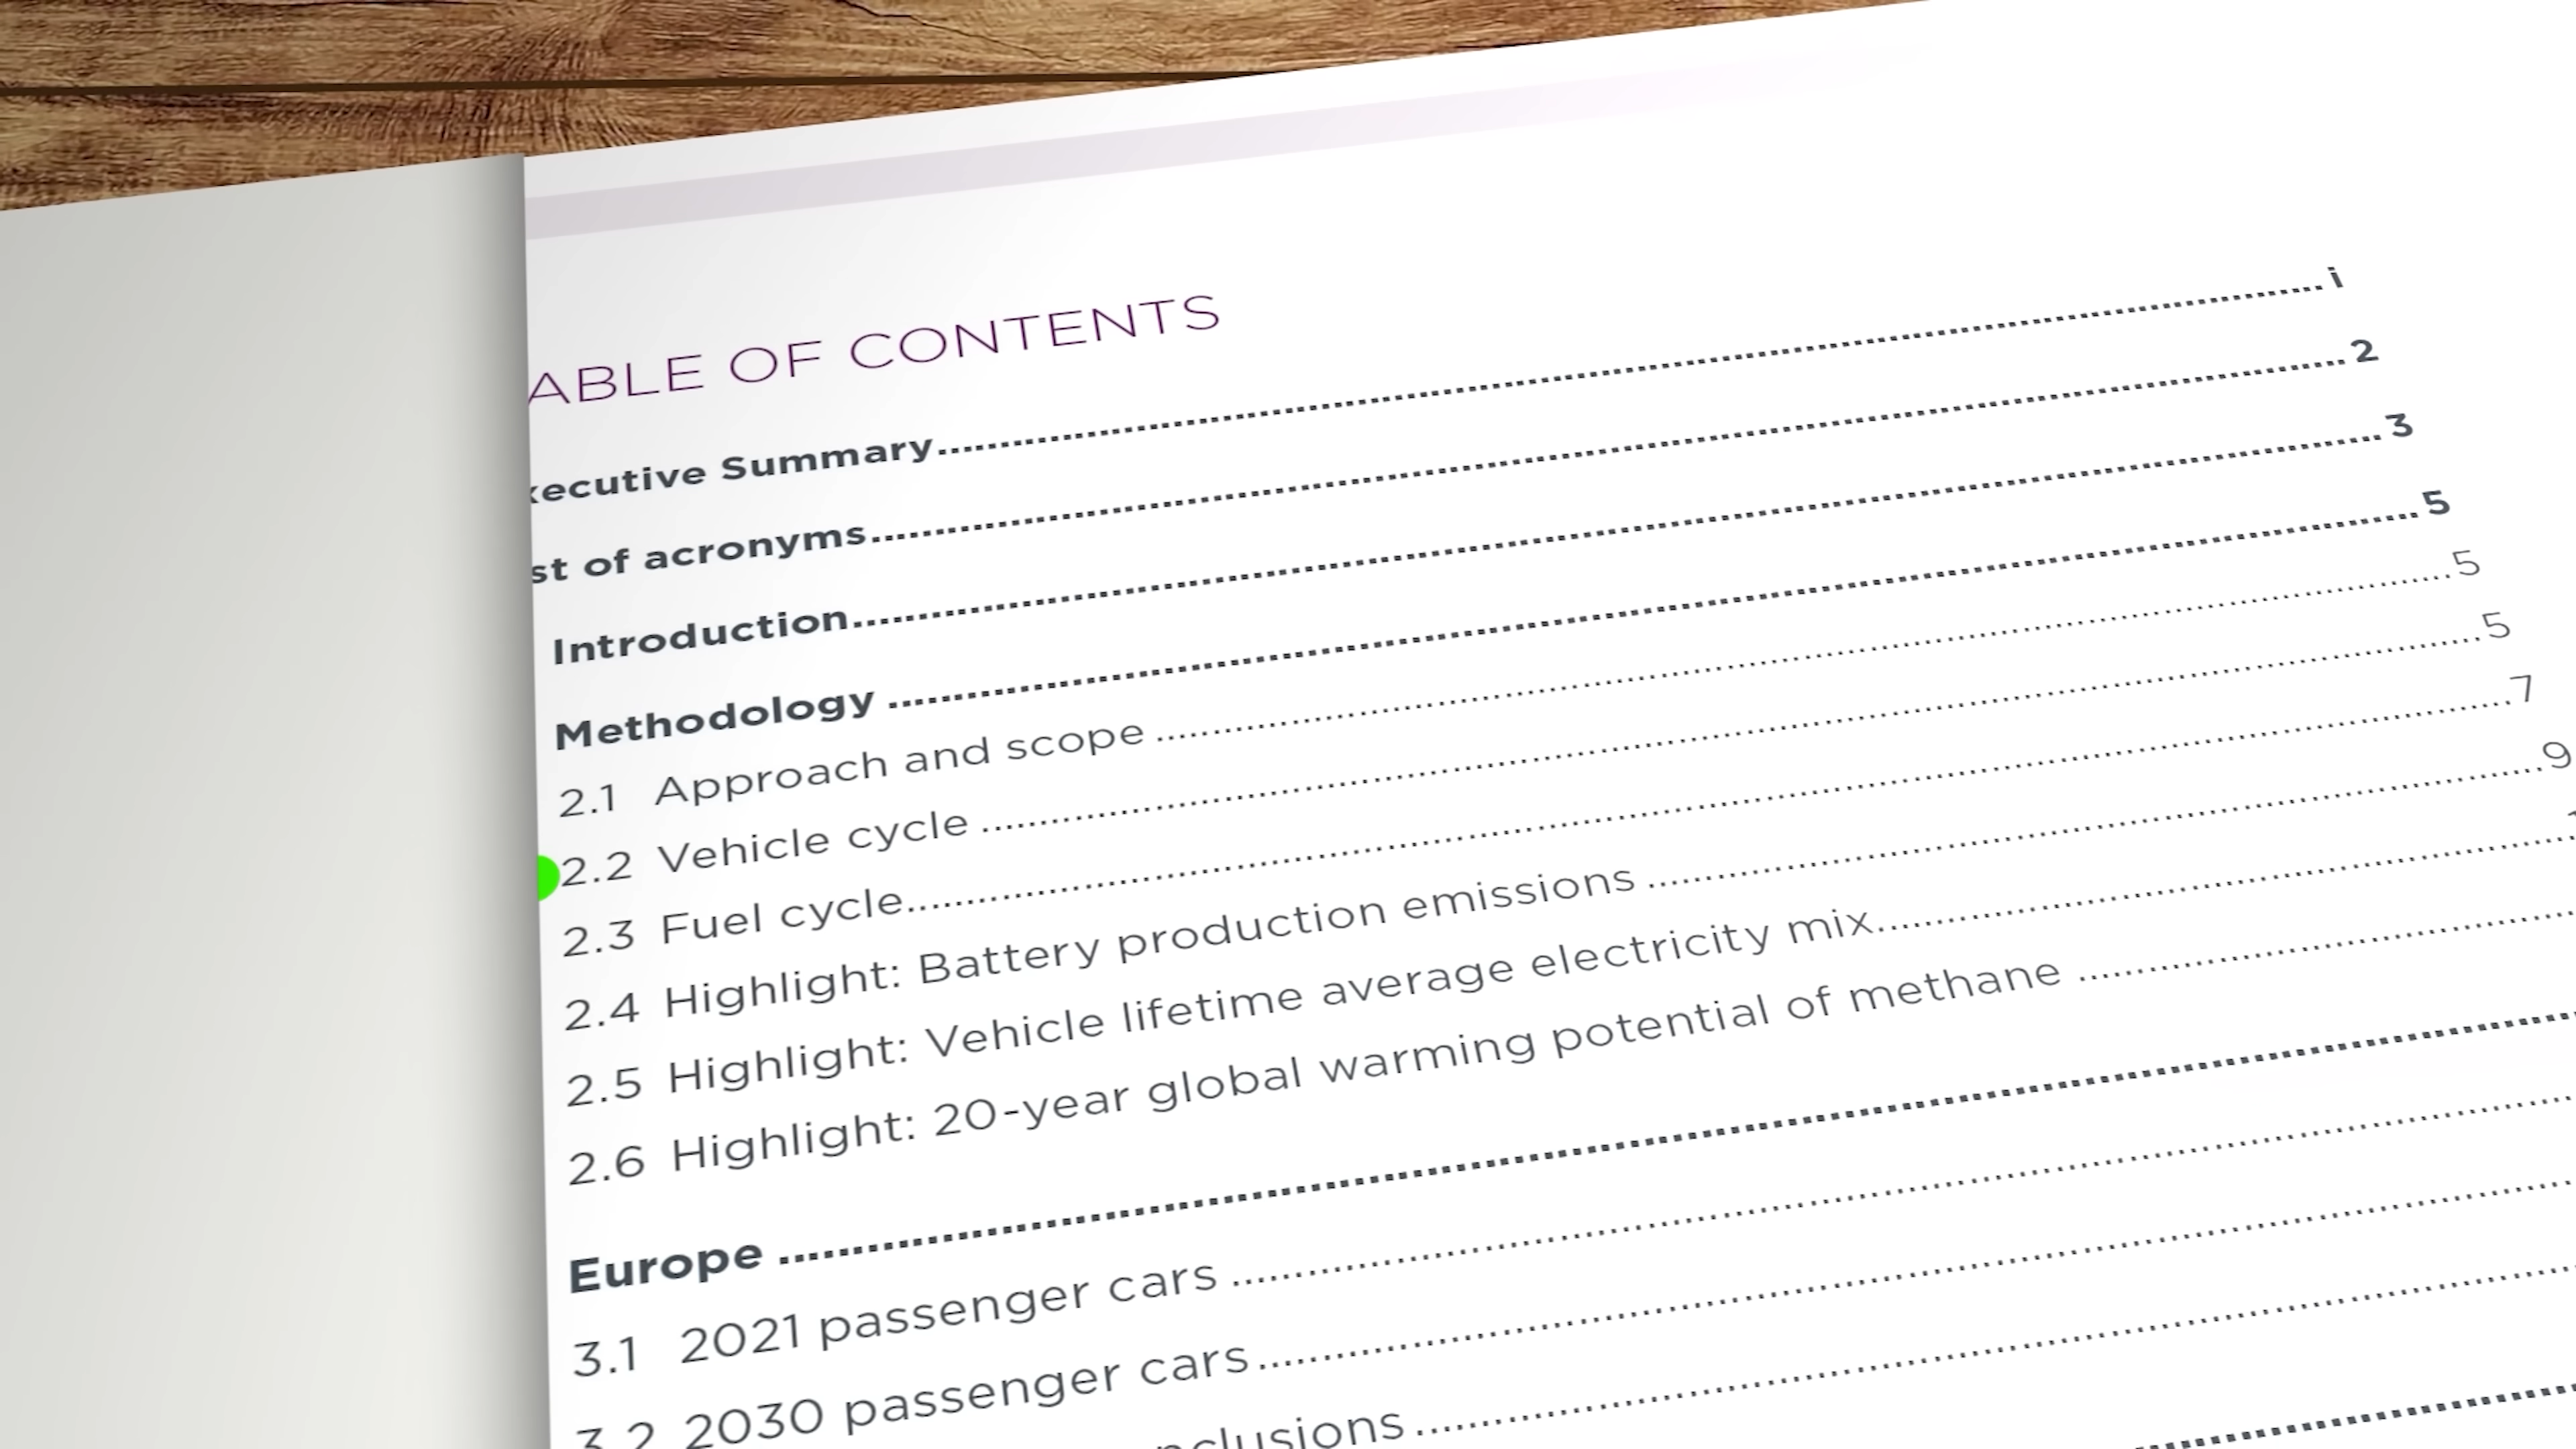 ABLE OF CONTENTS
xecutive Summary..........i
st of acronyms..........2
Introduction..........3
Methodology ..........5
2.1 Approach and scope ..........5
2.2 Vehicle cycle ..........5
2.3 Fuel cycle..........7
2.4 Highlight: Battery production emissions ..........9
2.5 Highlight: Vehicle lifetime average electricity mix..........
2.6 Highlight: 20-year global warming potential of methane ..........
Europe ..........
3.1 2021 passenger cars ..........
3.2 2030 passenger cars..........
nclusions ..........